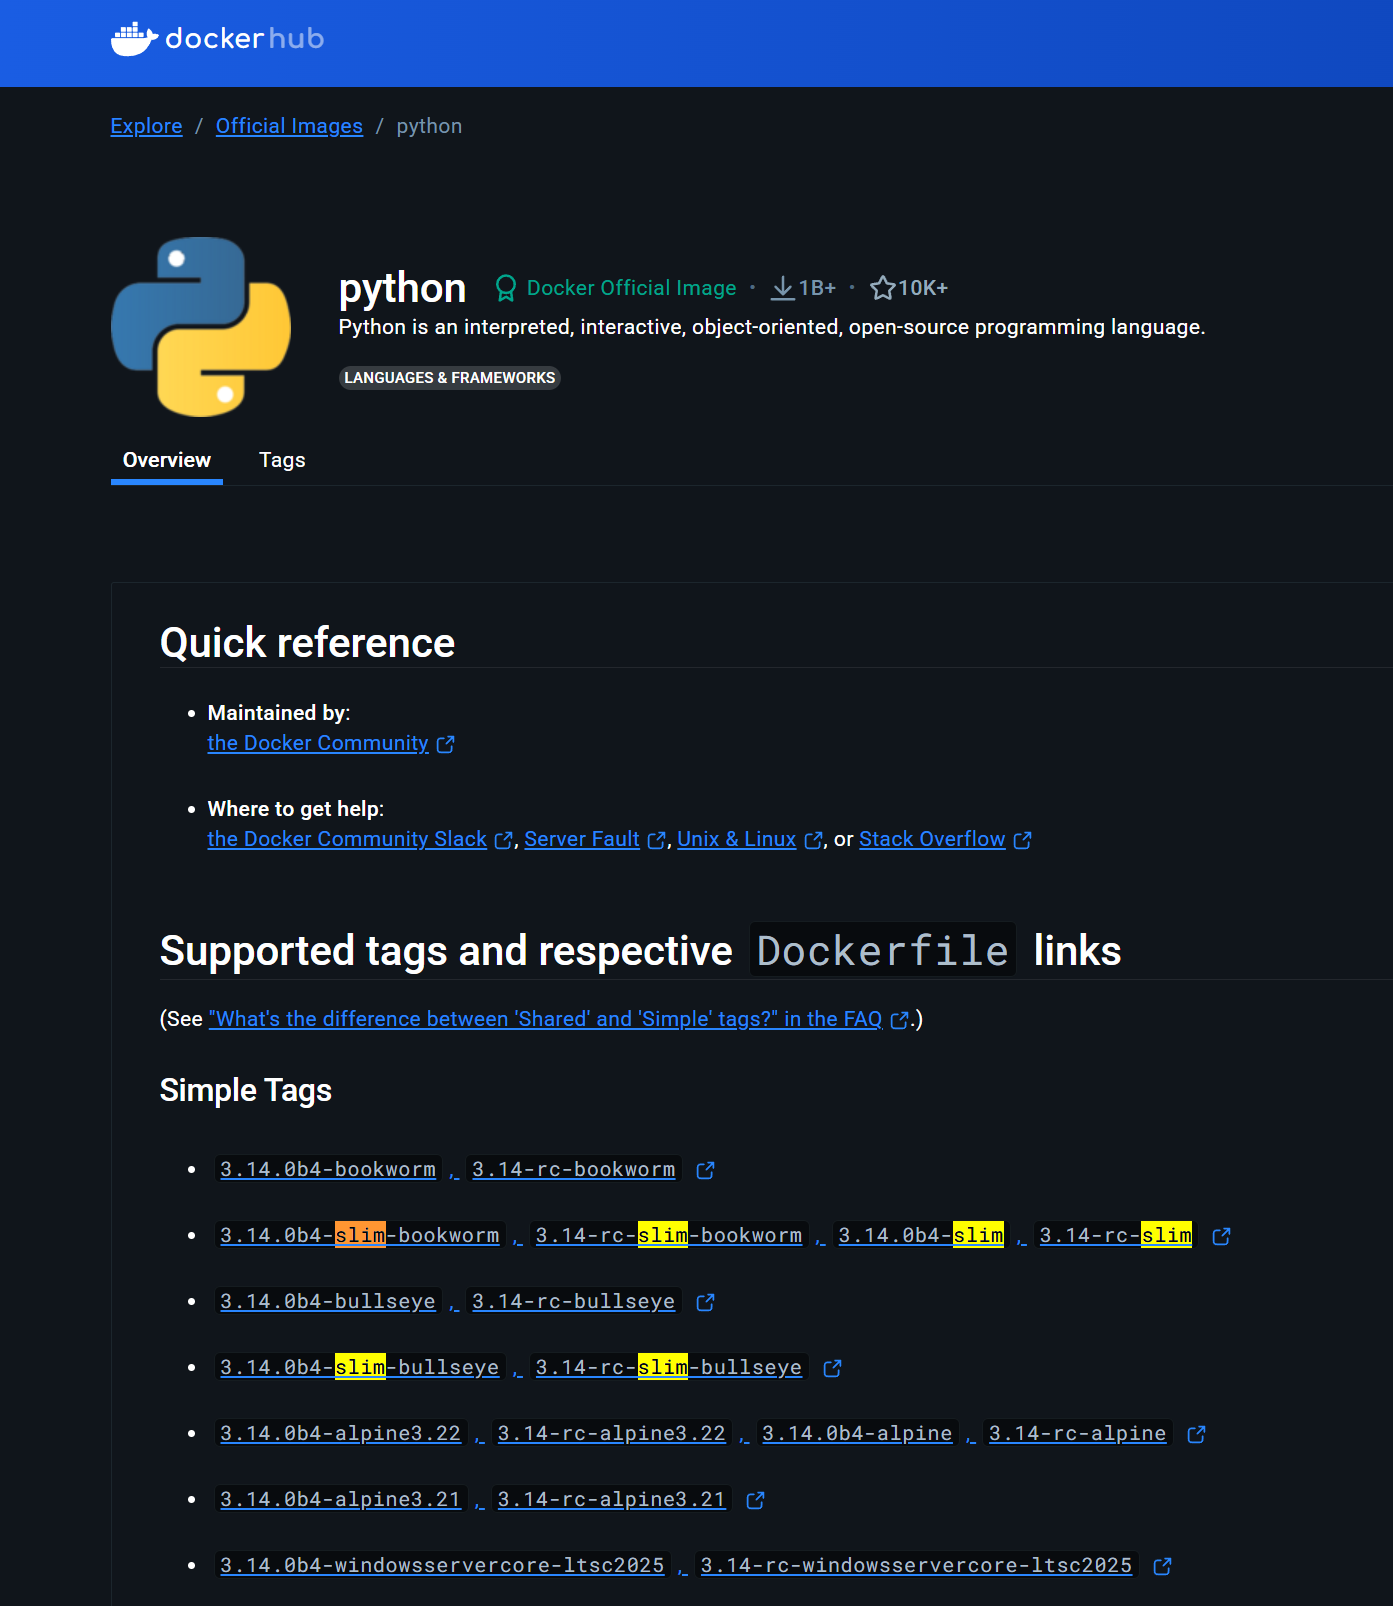 dockerhub
Explore / Official Images / python
python Docker Official Image • 1B+ • 10K+
Python is an interpreted, interactive, object-oriented, open-source programming language.
LANGUAGES & FRAMEWORKS
Overview Tags
Quick reference
• Maintained by:
the Docker Community
• Where to get help:
the Docker Community Slack, Server Fault, Unix & Linux, or Stack Overflow
Supported tags and respective Dockerfile links
(See "What's the difference between 'Shared' and 'Simple' tags?" in the FAQ.)
Simple Tags
• 3.14.0b4-bookworm, 3.14-rc-bookworm
• 3.14.0b4-slim-bookworm, 3.14-rc-slim-bookworm, 3.14.0b4-slim, 3.14-rc-slim
• 3.14.0b4-bullseye, 3.14-rc-bullseye
• 3.14.0b4-slim-bullseye, 3.14-rc-slim-bullseye
• 3.14.0b4-alpine3.22, 3.14-rc-alpine3.22, 3.14.0b4-alpine, 3.14-rc-alpine
• 3.14.0b4-alpine3.21, 3.14-rc-alpine3.21
• 3.14.0b4-windowsservercore-ltsc2025, 3.14-rc-windowsservercore-ltsc2025